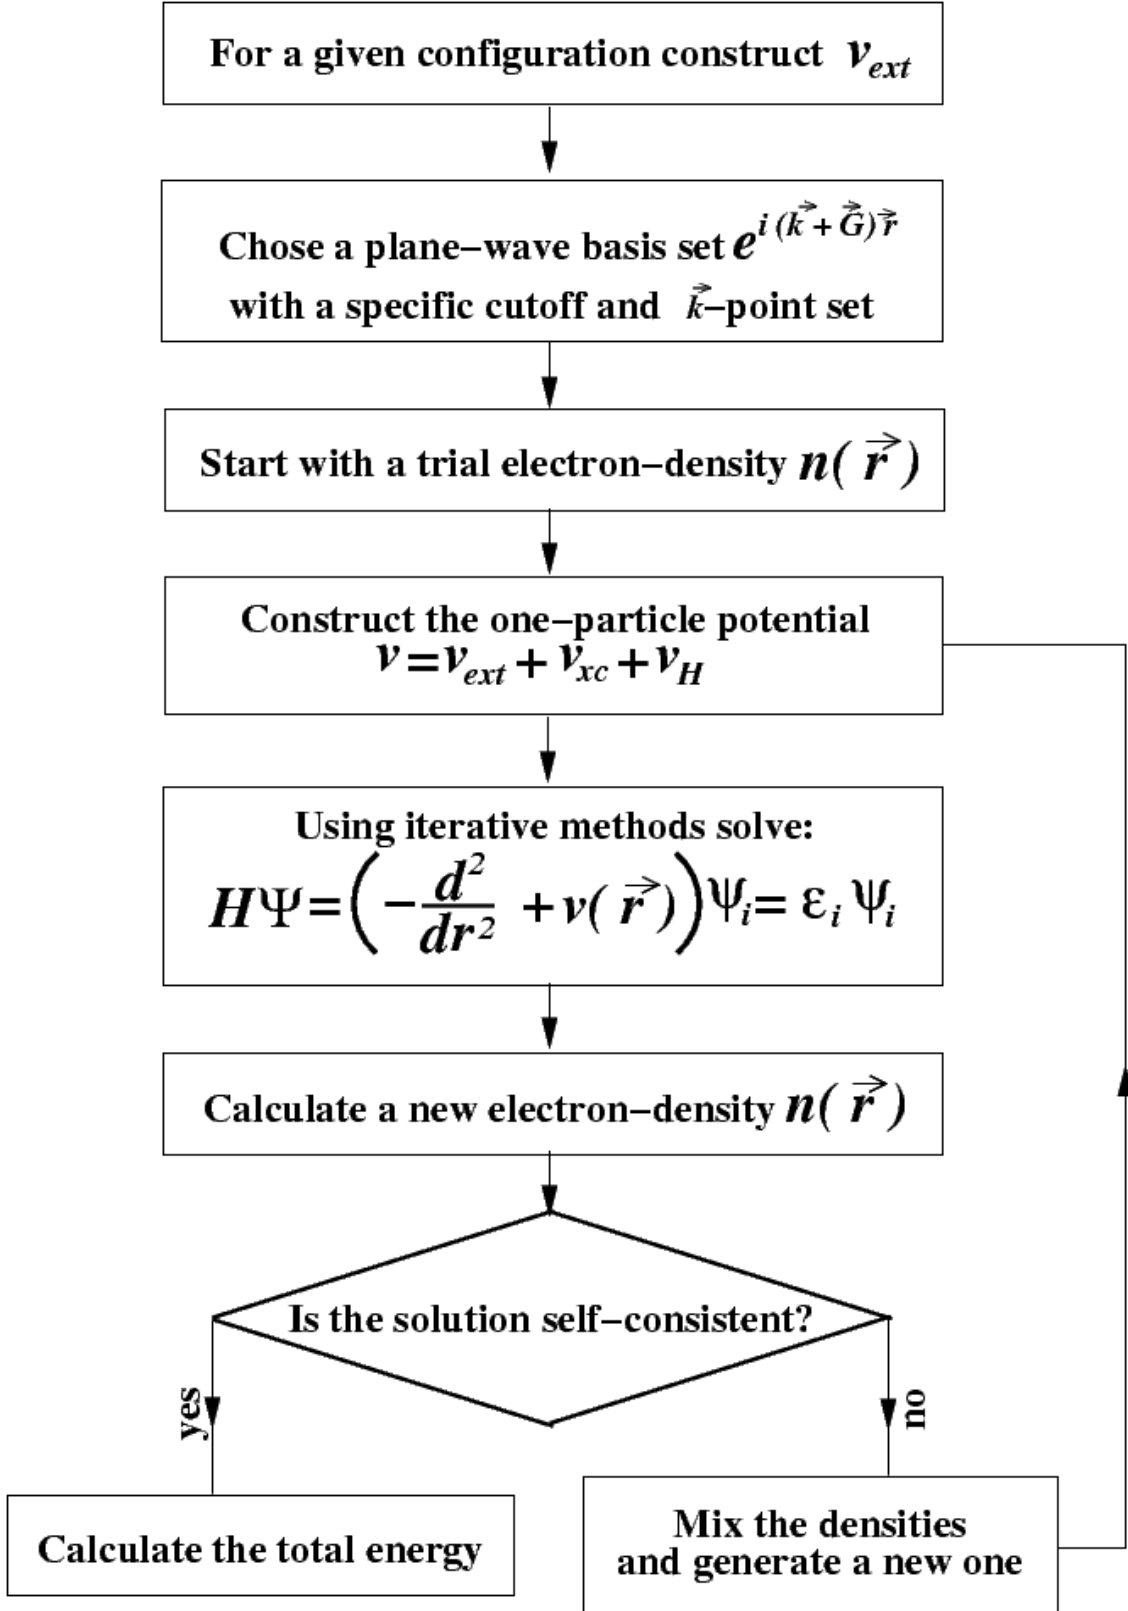 For a given configuration construct v_ext
Chose a plane–wave basis set e^{i (k⃗ + G⃗) r⃗}
with a specific cutoff and k⃗–point set
Start with a trial electron–density n( r⃗ )
Construct the one–particle potential
v = v_ext + v_xc + v_H
Using iterative methods solve:
HΨ = ( − d²/dr² + v( r⃗ ) ) Ψ_i = ε_i Ψ_i
Calculate a new electron–density n( r⃗ )
Is the solution self–consistent?
yes
no
Calculate the total energy
Mix the densities
and generate a new one